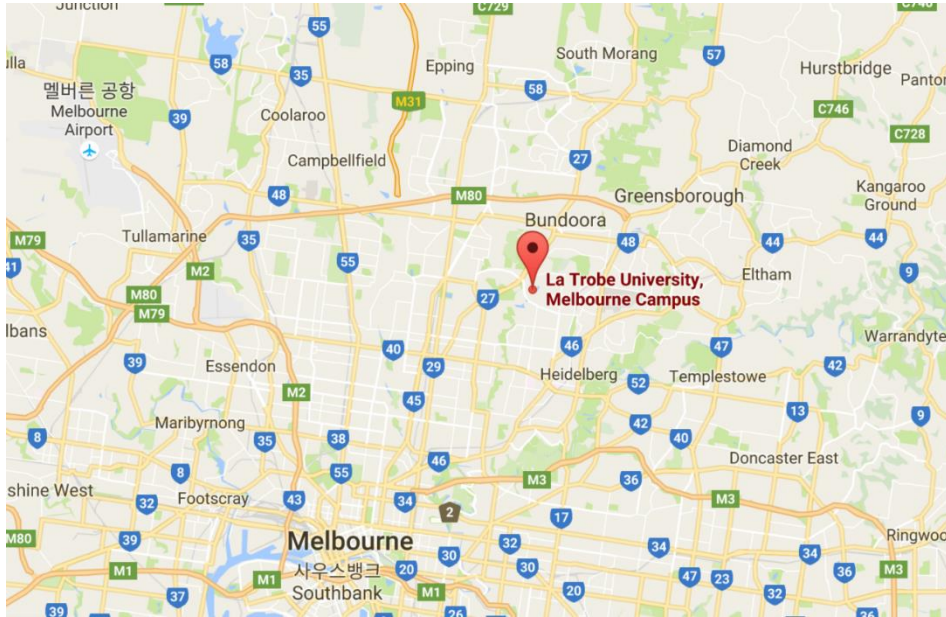 Junction
C729
C746
ulla
58
35
Epping
South Morang
57
Hurstbridge
Panton
멜버른 공항
Melbourne
Airport
39
Coolaroo
M31
58
C746
C728
Campbellfield
27
Diamond
Creek
Kangaroo
Ground
48
M80
Greensborough
M79
Tullamarine
35
Bundoora
48
44
44
41
M2
55
La Trobe University,
Melbourne Campus
Eltham
9
M80
27
M79
lbans
39
Essendon
40
29
46
47
Warrandyte
42
M2
Heidelberg
52
Templestowe
45
13
9
8
Maribyrnong
35
38
46
42
40
Doncaster East
shine West
8
55
M3
36
M3
32
Footscray
43
34
2
17
M80
39
Melbourne
30
32
34
34
Ringwoo
M1
M1
사우스뱅크
Southbank
20
30
47
23
36
M3
37
M1
20
32
39
26
36